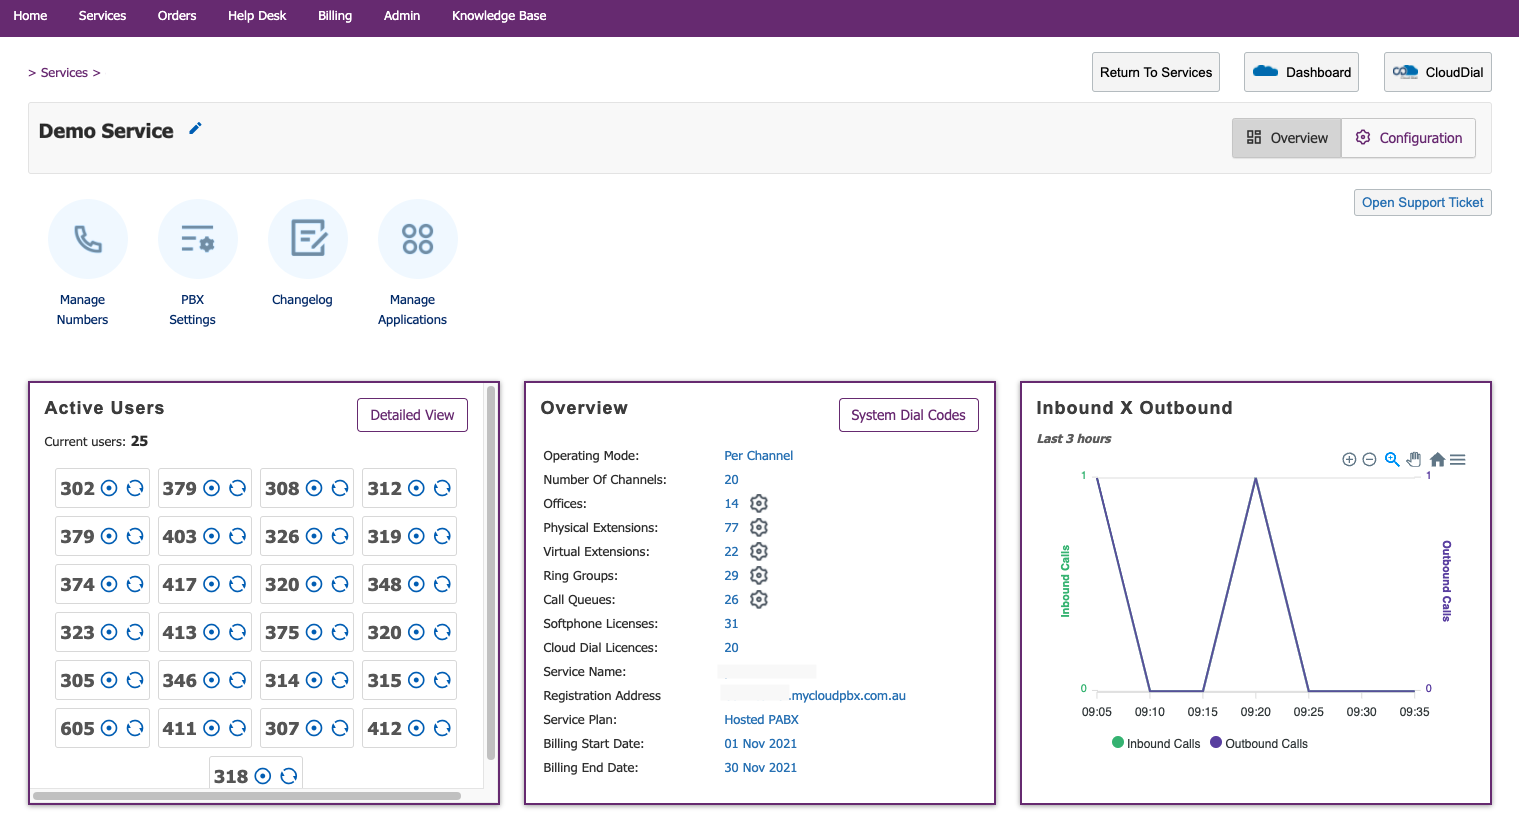 Home Services Orders Help Desk Billing Admin Knowledge Base
> Services >
Return To Services
Dashboard
CloudDial
Demo Service
Overview
Configuration
Open Support Ticket
Manage
Numbers
PBX
Settings
Changelog
Manage
Applications
Active Users
Detailed View
Current users: 25
302 379 308 312
379 403 326 319
374 417 320 348
323 413 375 320
305 346 314 315
605 411 307 412
318
Overview
System Dial Codes
Operating Mode: Per Channel
Number Of Channels: 20
Offices: 14
Physical Extensions: 77
Virtual Extensions: 22
Ring Groups: 29
Call Queues: 26
Softphone Licenses: 31
Cloud Dial Licences: 20
Service Name:
Registration Address .mycloudpbx.com.au
Service Plan: Hosted PABX
Billing Start Date: 01 Nov 2021
Billing End Date: 30 Nov 2021
Inbound X Outbound
Last 3 hours
1 1
Inbound Calls
Outbound Calls
0 0
09:05 09:10 09:15 09:20 09:25 09:30 09:35
Inbound Calls Outbound Calls